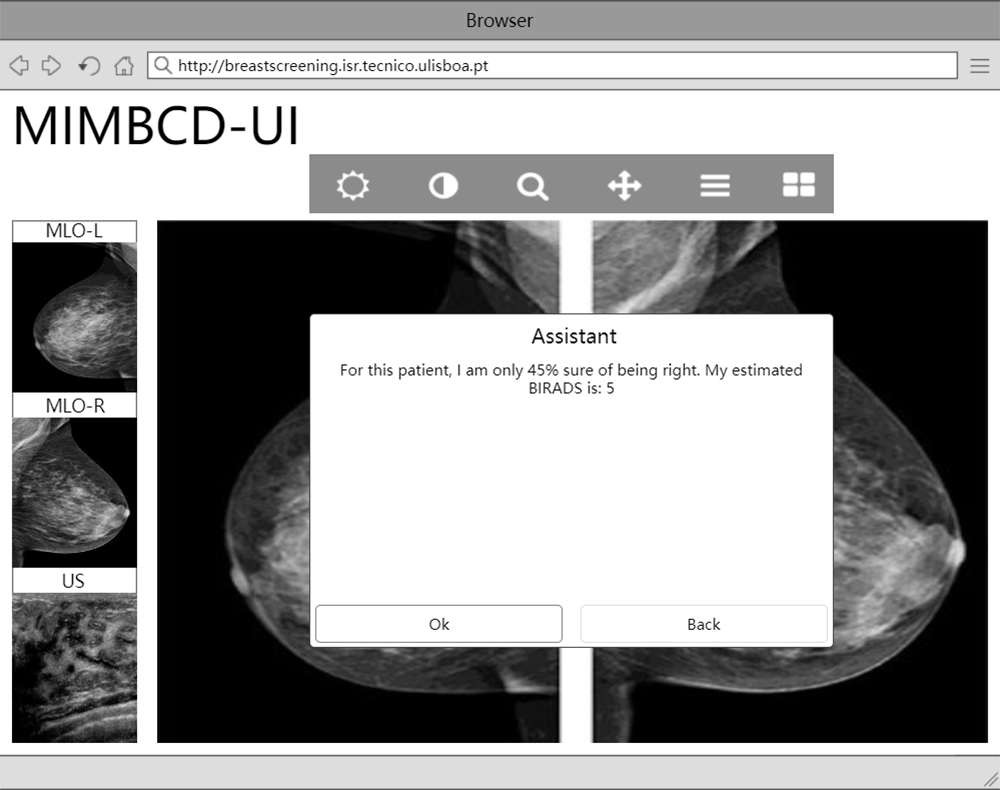 Browser
http://breastscreening.isr.tecnico.ulisboa.pt
MIMBCD-UI
MLO-L
MLO-R
US
Assistant
For this patient, I am only 45% sure of being right. My estimated
BIRADS is: 5
Ok
Back